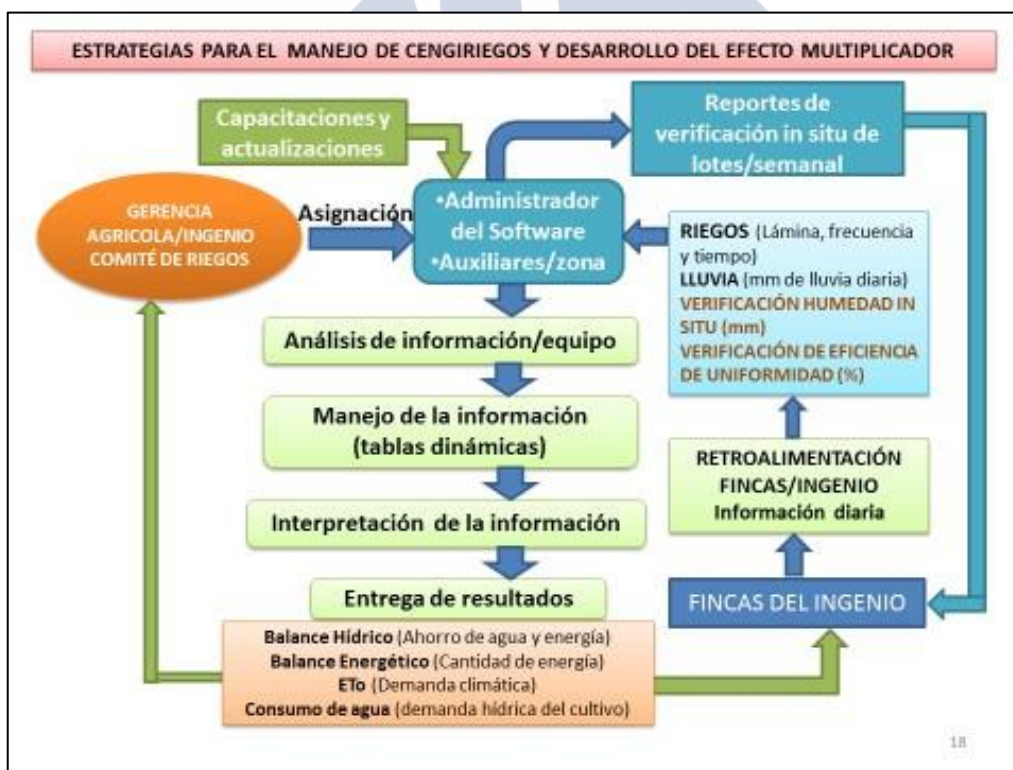 ESTRATEGIAS PARA EL MANEJO DE CENGIRIEGOS Y DESARROLLO DEL EFECTO MULTIPLICADOR
Capacitaciones y
actualizaciones
Reportes de
verificación in situ de
lotes/semanal
GERENCIA
AGRICOLA/INGENIO
COMITÉ DE RIEGOS
Asignación
•Administrador
del Software
•Auxiliares/zona
RIEGOS (Lámina, frecuencia
y tiempo)
LLUVIA (mm de lluvia diaria)
VERIFICACIÓN HUMEDAD IN
SITU (mm)
VERIFICACIÓN DE EFICIENCIA
DE UNIFORMIDAD (%)
Análisis de información/equipo
Manejo de la información
(tablas dinámicas)
Interpretación de la información
Entrega de resultados
RETROALIMENTACIÓN
FINCAS/INGENIO
Información diaria
FINCAS DEL INGENIO
Balance Hídrico (Ahorro de agua y energía)
Balance Energético (Cantidad de energía)
ETo (Demanda climática)
Consumo de agua (demanda hídrica del cultivo)
18